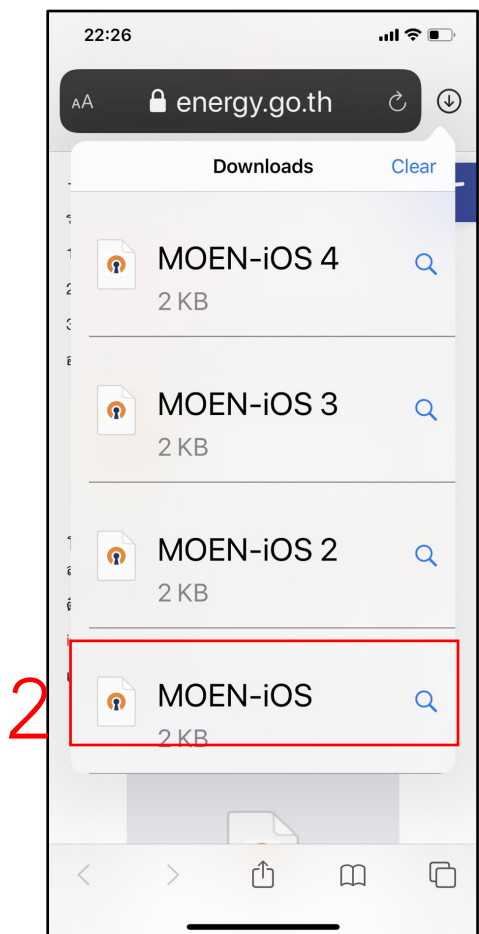 22:26
AA energy.go.th
Downloads Clear
MOEN-iOS 4
2 KB
MOEN-iOS 3
2 KB
MOEN-iOS 2
2 KB
2
MOEN-iOS
2 KB